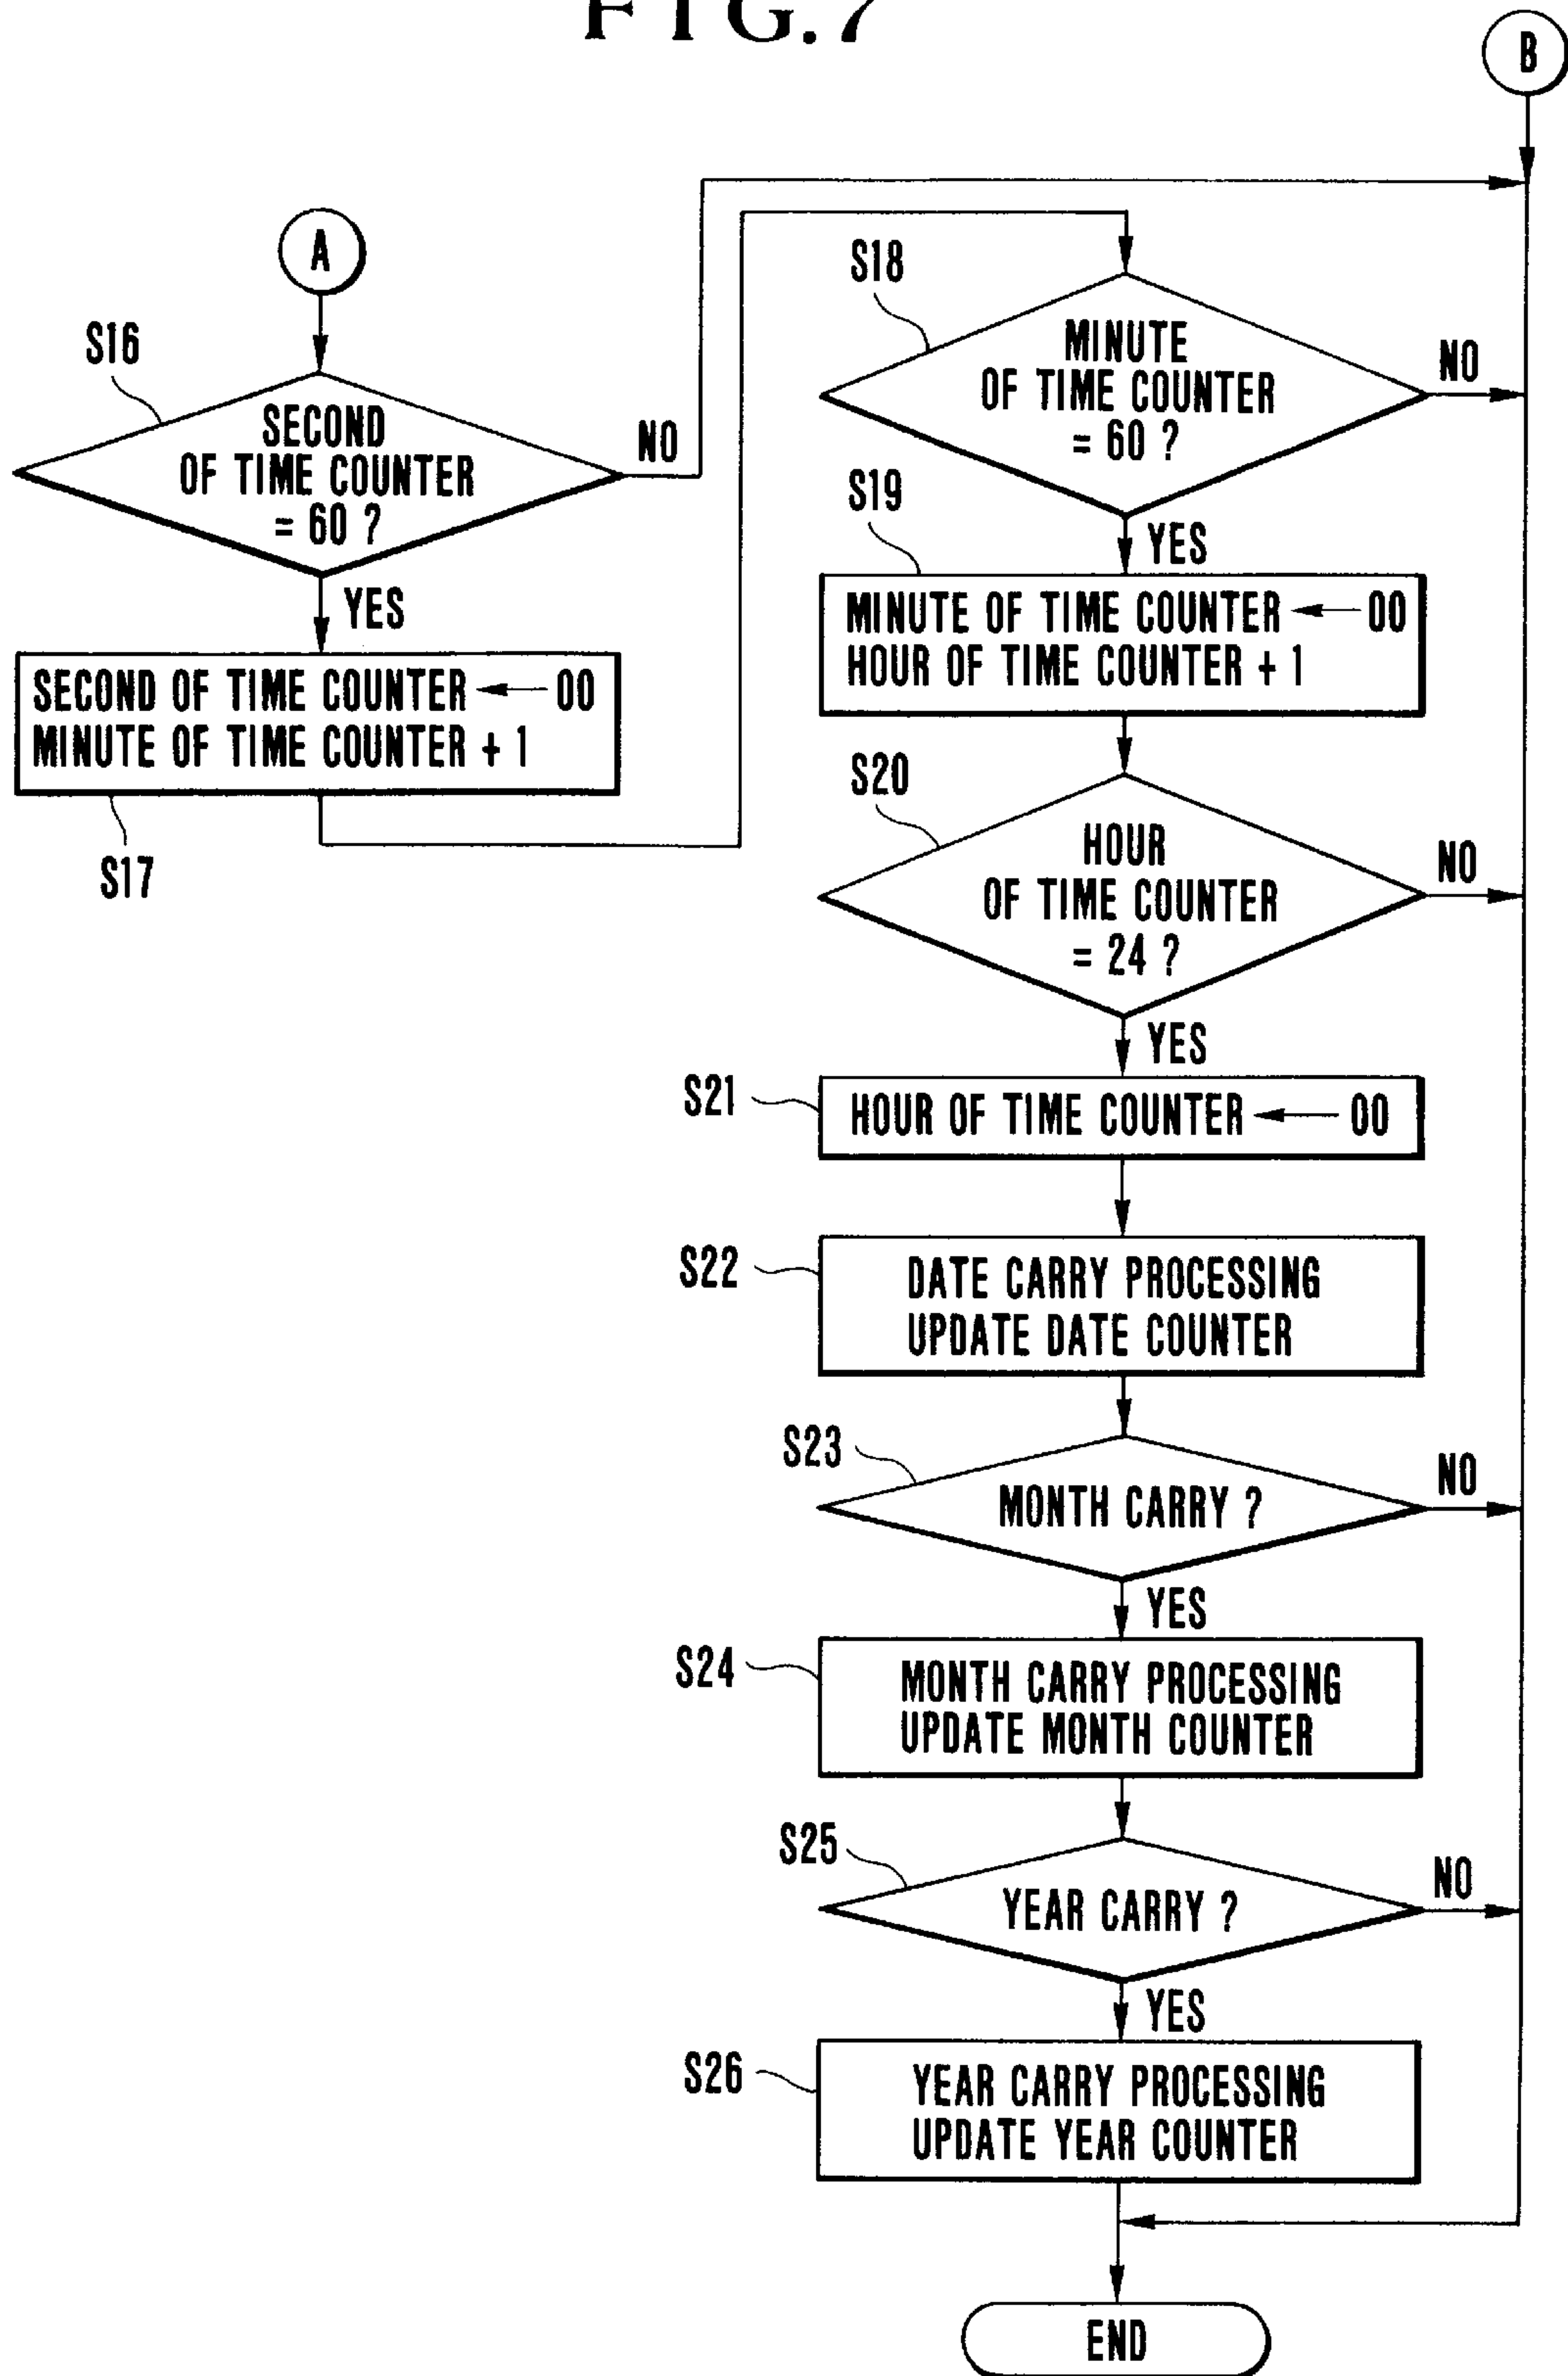 FIG.7
B
A
S16
SECOND
OF TIME COUNTER
= 60 ?
NO
YES
SECOND OF TIME COUNTER ← 00
MINUTE OF TIME COUNTER + 1
S17
S18
MINUTE
OF TIME COUNTER
= 60 ?
NO
YES
S19
MINUTE OF TIME COUNTER ← 00
HOUR OF TIME COUNTER + 1
S20
HOUR
OF TIME COUNTER
= 24 ?
NO
YES
S21
HOUR OF TIME COUNTER ← 00
S22
DATE CARRY PROCESSING
UPDATE DATE COUNTER
S23
MONTH CARRY ?
NO
YES
S24
MONTH CARRY PROCESSING
UPDATE MONTH COUNTER
S25
YEAR CARRY ?
NO
YES
S26
YEAR CARRY PROCESSING
UPDATE YEAR COUNTER
END